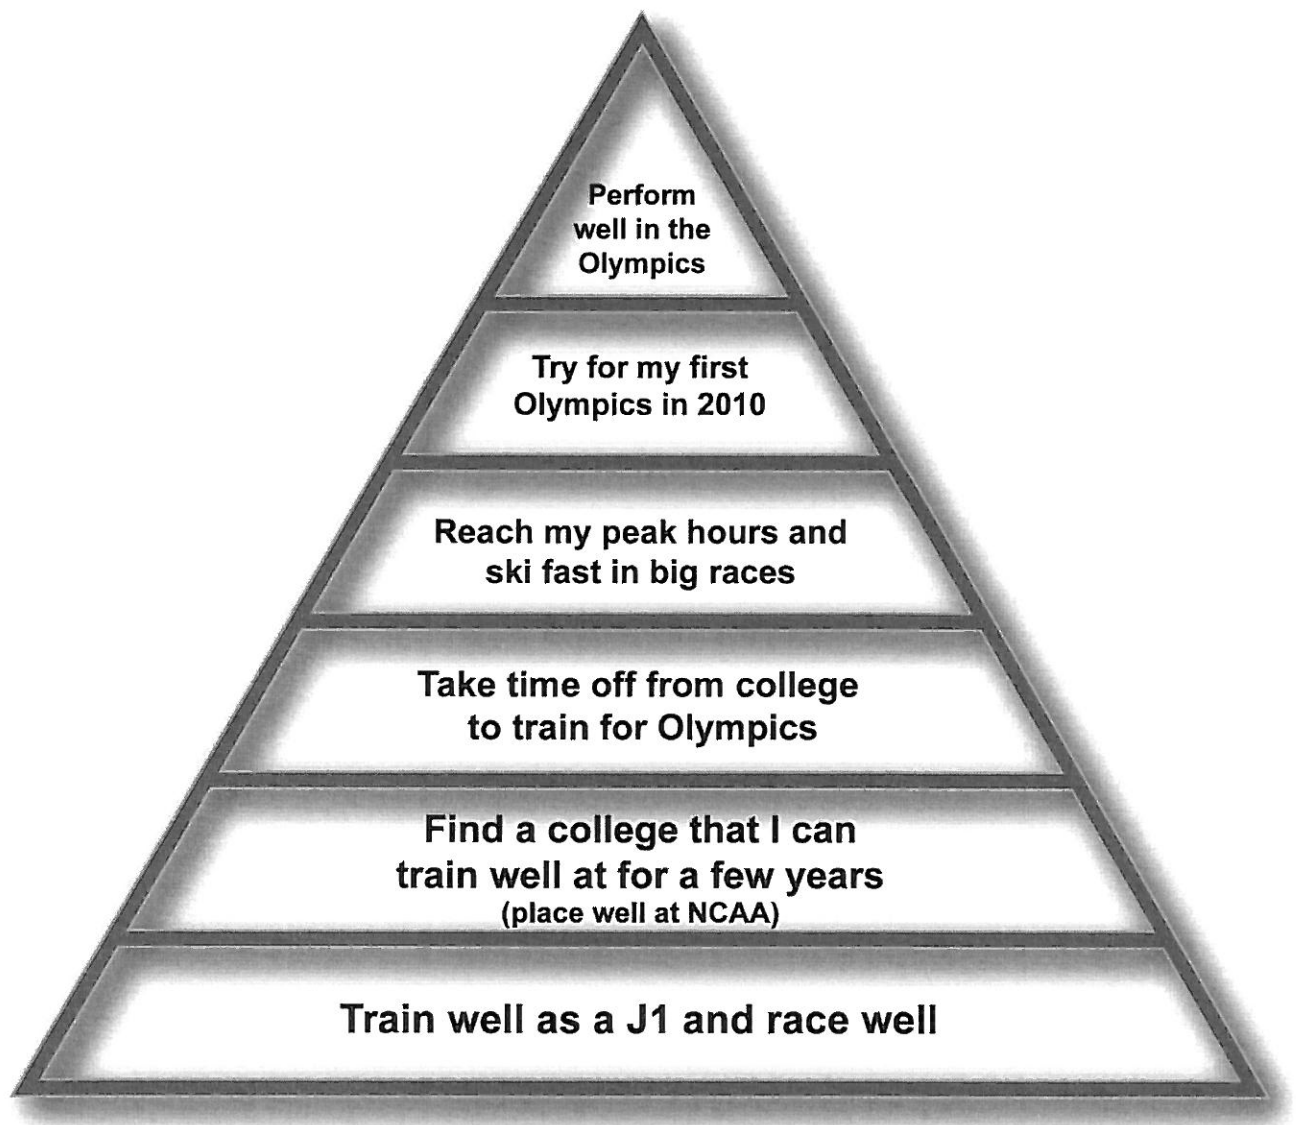 Perform
well in the
Olympics
Try for my first
Olympics in 2010
Reach my peak hours and
ski fast in big races
Take time off from college
to train for Olympics
Find a college that I can
train well at for a few years
(place well at NCAA)
Train well as a J1 and race well